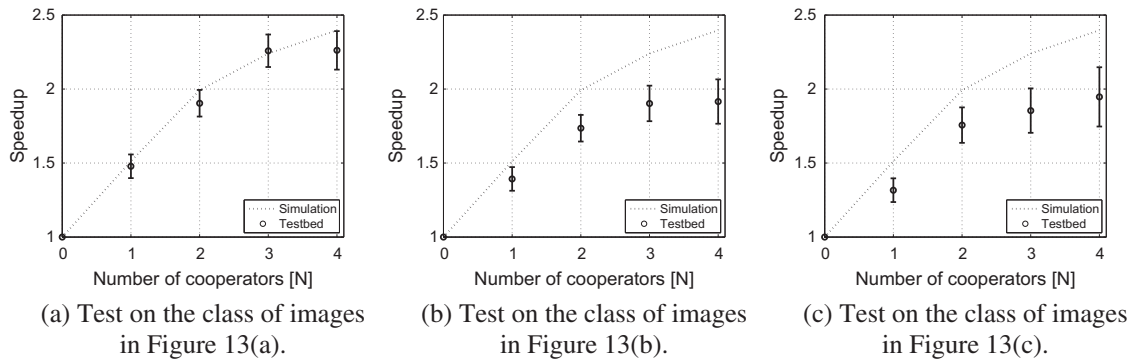 2.5
2
1.5
1
0
1
2
3
4
Speedup
Number of cooperators [N]
Simulation
Testbed
(a) Test on the class of images
in Figure 13(a).
2.5
2
1.5
1
0
1
2
3
4
Speedup
Number of cooperators [N]
Simulation
Testbed
(b) Test on the class of images
in Figure 13(b).
2.5
2
1.5
1
0
1
2
3
4
Speedup
Number of cooperators [N]
Simulation
Testbed
(c) Test on the class of images
in Figure 13(c).